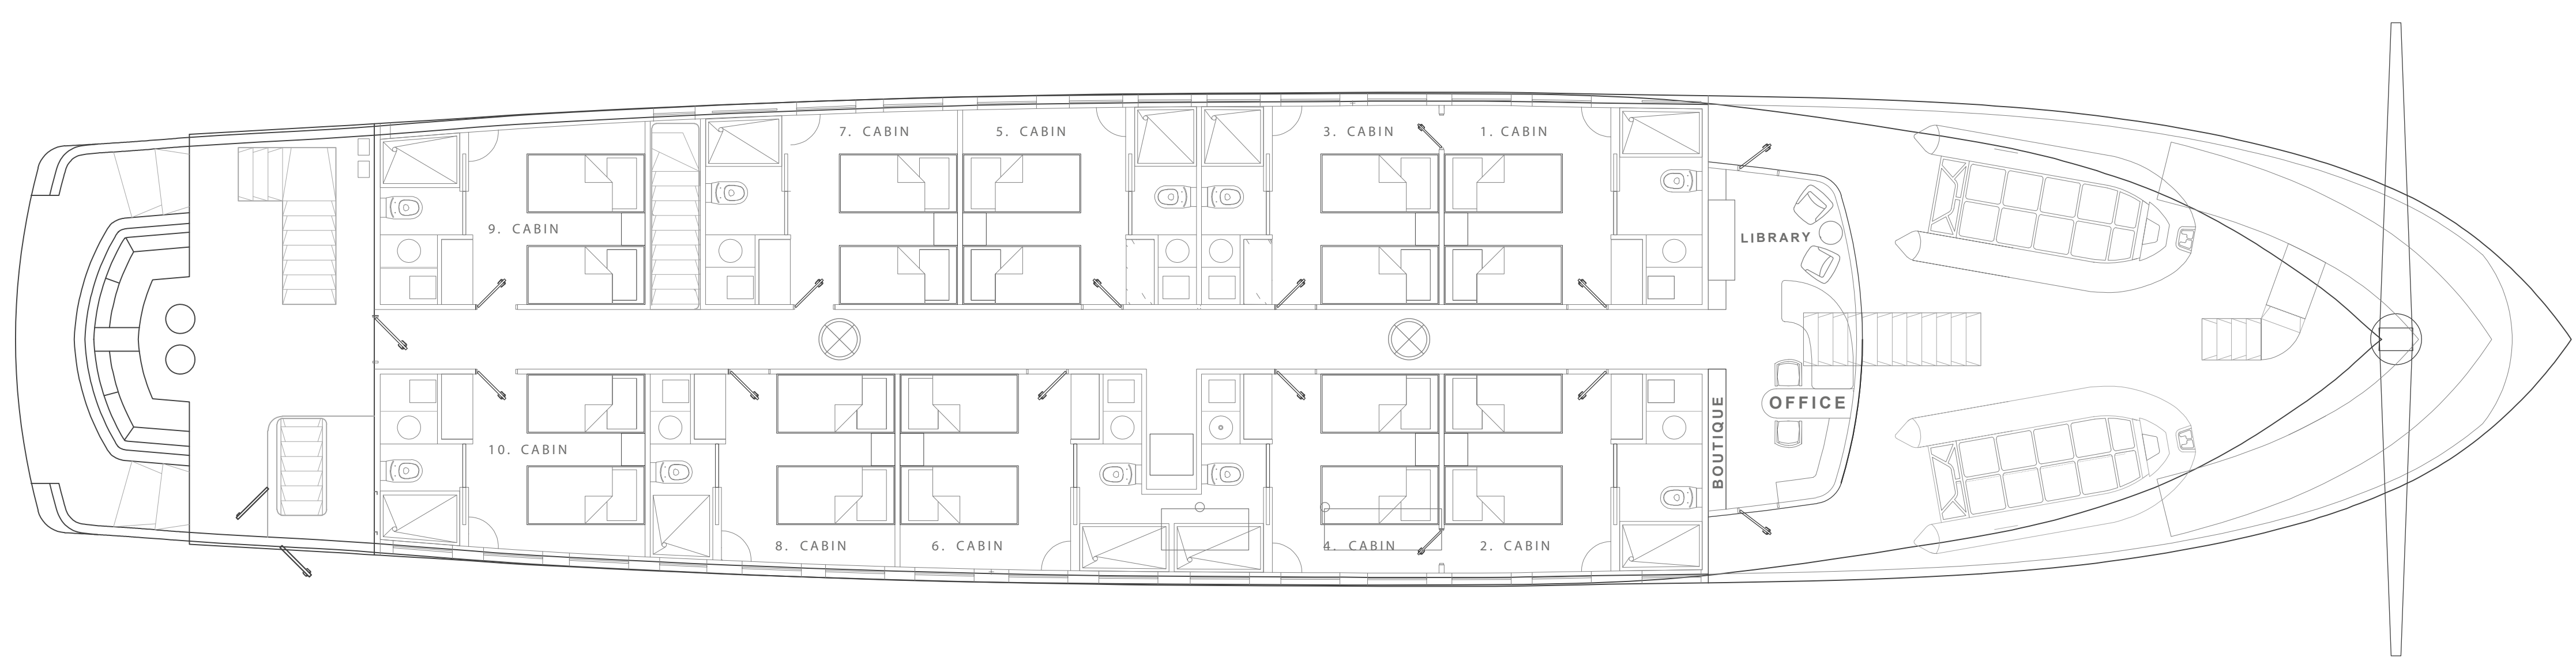 7. CABIN
5. CABIN
3. CABIN
1. CABIN
9. CABIN
LIBRARY
OFFICE
BOUTIQUE
10. CABIN
8. CABIN
6. CABIN
4. CABIN
2. CABIN